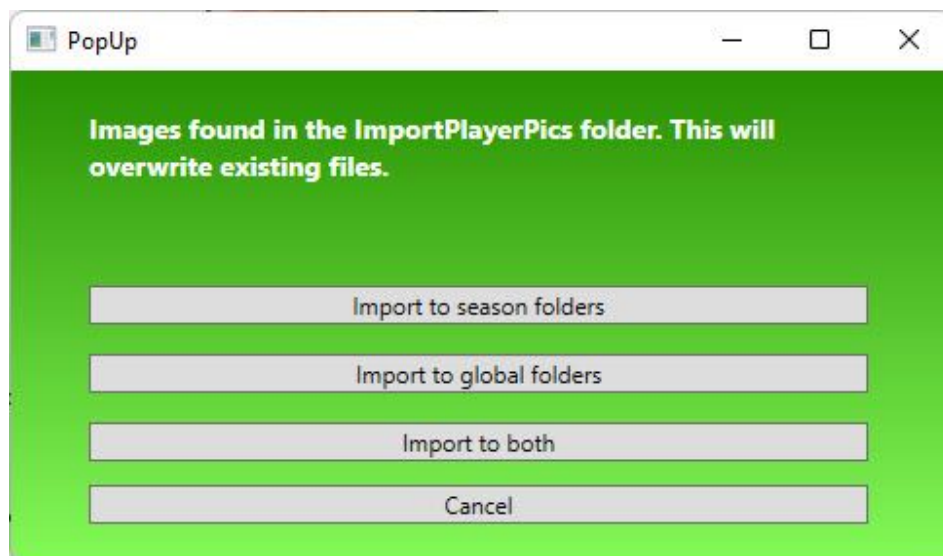 PopUp
Images found in the ImportPlayerPics folder. This will
overwrite existing files.
Import to season folders
Import to global folders
Import to both
Cancel